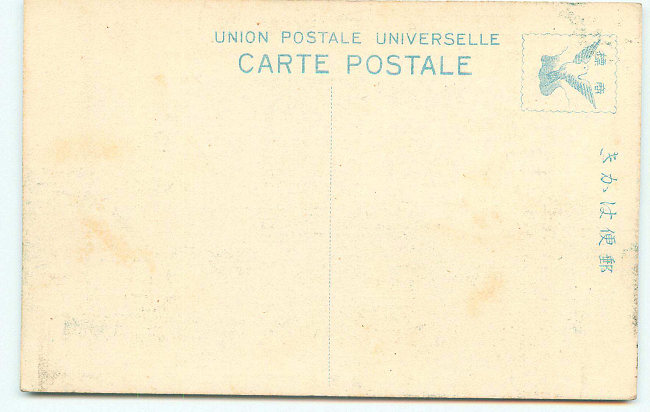 UNION POSTALE UNIVERSELLE
CARTE POSTALE
郵便はかき